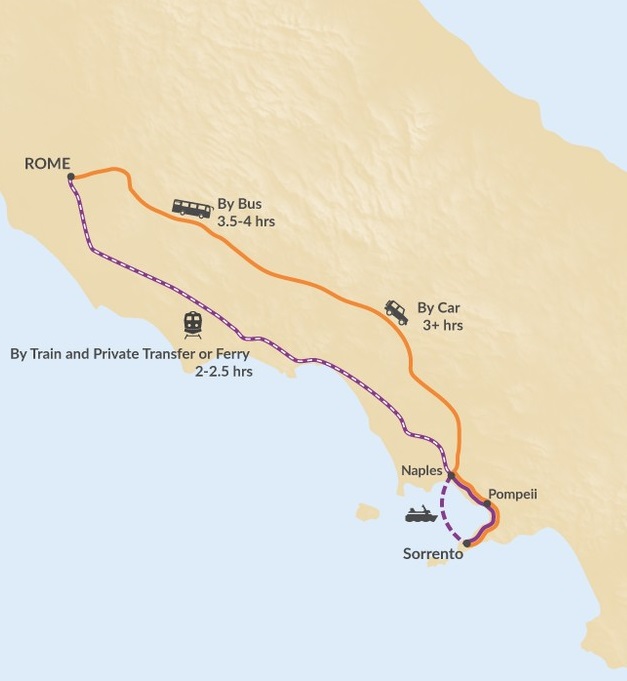 ROME
By Bus
3.5-4 hrs
By Car
3+ hrs
By Train and Private Transfer or Ferry
2-2.5 hrs
Naples
Pompeii
Sorrento